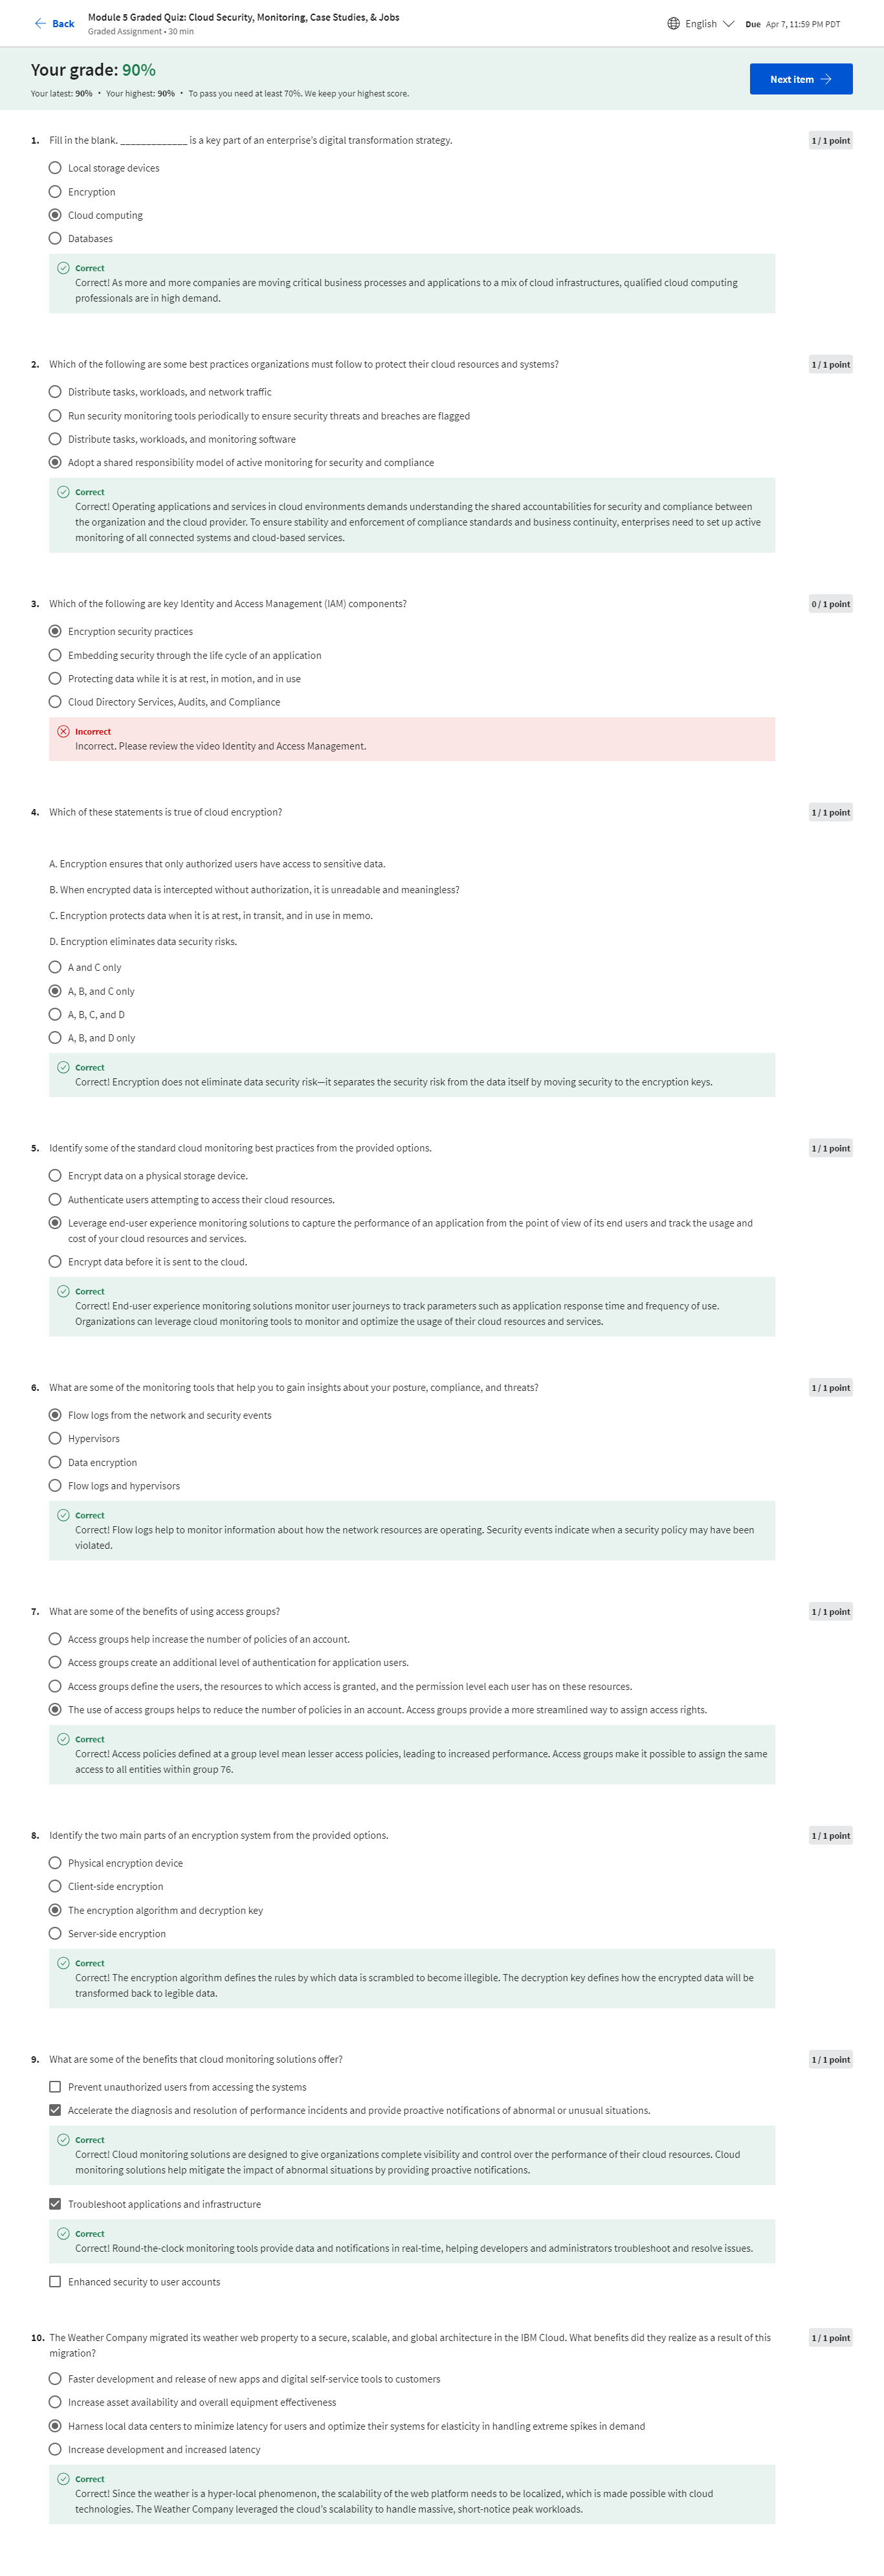 Back
Module 5 Graded Quiz: Cloud Security, Monitoring, Case Studies, & Jobs
Graded Assignment • 30 min
English
Due Apr 7, 11:59 PM PDT
Your grade: 90%
Your latest: 90% • Your highest: 90% • To pass you need at least 70%. We keep your highest score.
Next item
1. Fill in the blank. _____________ is a key part of an enterprise's digital transformation strategy.
1 / 1 point
Local storage devices
Encryption
Cloud computing
Databases
Correct
Correct! As more and more companies are moving critical business processes and applications to a mix of cloud infrastructures, qualified cloud computing
professionals are in high demand.
2. Which of the following are some best practices organizations must follow to protect their cloud resources and systems?
1 / 1 point
Distribute tasks, workloads, and network traffic
Run security monitoring tools periodically to ensure security threats and breaches are flagged
Distribute tasks, workloads, and monitoring software
Adopt a shared responsibility model of active monitoring for security and compliance
Correct
Correct! Operating applications and services in cloud environments demands understanding the shared accountabilities for security and compliance between
the organization and the cloud provider. To ensure stability and enforcement of compliance standards and business continuity, enterprises need to set up active
monitoring of all connected systems and cloud-based services.
3. Which of the following are key Identity and Access Management (IAM) components?
0 / 1 point
Encryption security practices
Embedding security through the life cycle of an application
Protecting data while it is at rest, in motion, and in use
Cloud Directory Services, Audits, and Compliance
Incorrect
Incorrect. Please review the video Identity and Access Management.
4. Which of these statements is true of cloud encryption?
1 / 1 point
A. Encryption ensures that only authorized users have access to sensitive data.
B. When encrypted data is intercepted without authorization, it is unreadable and meaningless?
C. Encryption protects data when it is at rest, in transit, and in use in memo.
D. Encryption eliminates data security risks.
A and C only
A, B, and C only
A, B, C, and D
A, B, and D only
Correct
Correct! Encryption does not eliminate data security risk—it separates the security risk from the data itself by moving security to the encryption keys.
5. Identify some of the standard cloud monitoring best practices from the provided options.
1 / 1 point
Encrypt data on a physical storage device.
Authenticate users attempting to access their cloud resources.
Leverage end-user experience monitoring solutions to capture the performance of an application from the point of view of its end users and track the usage and
cost of your cloud resources and services.
Encrypt data before it is sent to the cloud.
Correct
Correct! End-user experience monitoring solutions monitor user journeys to track parameters such as application response time and frequency of use.
Organizations can leverage cloud monitoring tools to monitor and optimize the usage of their cloud resources and services.
6. What are some of the monitoring tools that help you to gain insights about your posture, compliance, and threats?
1 / 1 point
Flow logs from the network and security events
Hypervisors
Data encryption
Flow logs and hypervisors
Correct
Correct! Flow logs help to monitor information about how the network resources are operating. Security events indicate when a security policy may have been
violated.
7. What are some of the benefits of using access groups?
1 / 1 point
Access groups help increase the number of policies of an account.
Access groups create an additional level of authentication for application users.
Access groups define the users, the resources to which access is granted, and the permission level each user has on these resources.
The use of access groups helps to reduce the number of policies in an account. Access groups provide a more streamlined way to assign access rights.
Correct
Correct! Access policies defined at a group level mean lesser access policies, leading to increased performance. Access groups make it possible to assign the same
access to all entities within group 76.
8. Identify the two main parts of an encryption system from the provided options.
1 / 1 point
Physical encryption device
Client-side encryption
The encryption algorithm and decryption key
Server-side encryption
Correct
Correct! The encryption algorithm defines the rules by which data is scrambled to become illegible. The decryption key defines how the encrypted data will be
transformed back to legible data.
9. What are some of the benefits that cloud monitoring solutions offer?
1 / 1 point
Prevent unauthorized users from accessing the systems
Accelerate the diagnosis and resolution of performance incidents and provide proactive notifications of abnormal or unusual situations.
Correct
Correct! Cloud monitoring solutions are designed to give organizations complete visibility and control over the performance of their cloud resources. Cloud
monitoring solutions help mitigate the impact of abnormal situations by providing proactive notifications.
Troubleshoot applications and infrastructure
Correct
Correct! Round-the-clock monitoring tools provide data and notifications in real-time, helping developers and administrators troubleshoot and resolve issues.
Enhanced security to user accounts
10. The Weather Company migrated its weather web property to a secure, scalable, and global architecture in the IBM Cloud. What benefits did they realize as a result of this
migration?
1 / 1 point
Faster development and release of new apps and digital self-service tools to customers
Increase asset availability and overall equipment effectiveness
Harness local data centers to minimize latency for users and optimize their systems for elasticity in handling extreme spikes in demand
Increase development and increased latency
Correct
Correct! Since the weather is a hyper-local phenomenon, the scalability of the web platform needs to be localized, which is made possible with cloud
technologies. The Weather Company leveraged the cloud's scalability to handle massive, short-notice peak workloads.